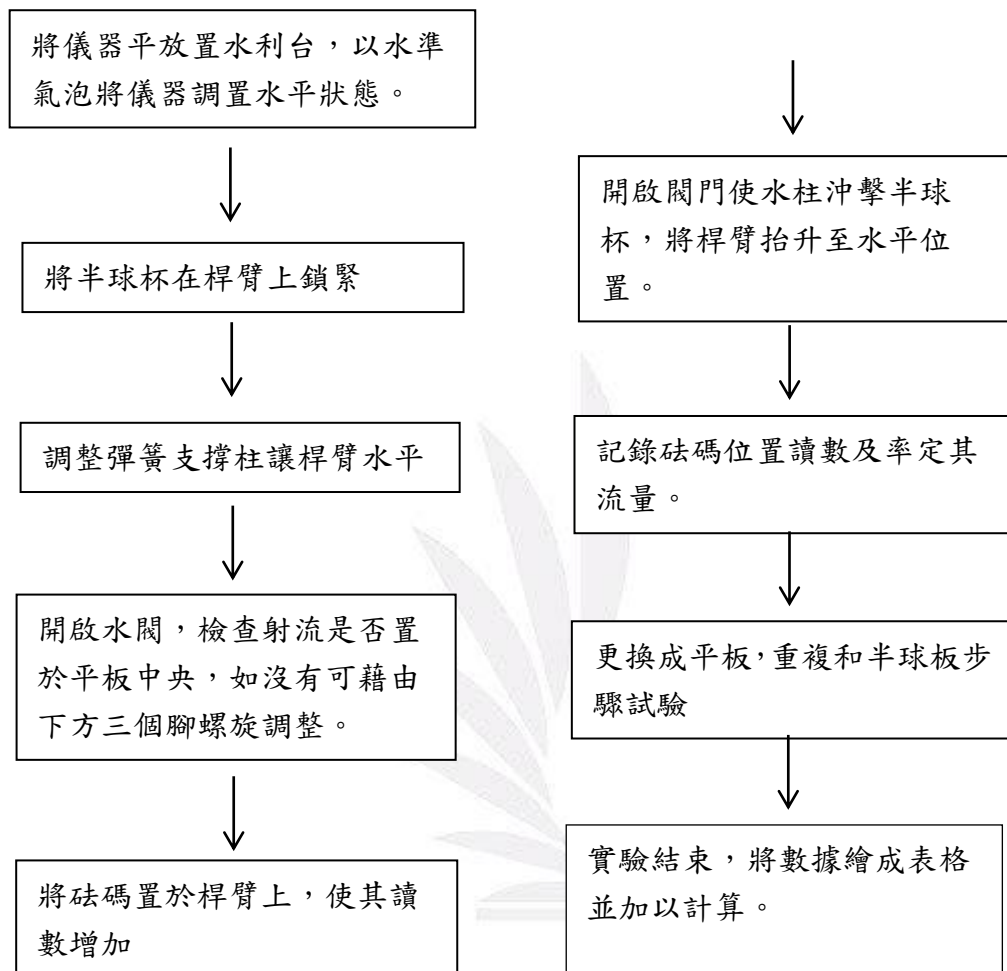 將儀器平放置水利台，以水準
氣泡將儀器調置水平狀態。
將半球杯在桿臂上鎖緊
調整彈簧支撐柱讓桿臂水平
開啟水閥，檢查射流是否置
於平板中央，如沒有可藉由
下方三個腳螺旋調整。
將砝碼置於桿臂上，使其讀
數增加
開啟閥門使水柱沖擊半球
杯，將桿臂抬升至水平位
置。
記錄砝碼位置讀數及率定其
流量。
更換成平板，重複和半球板步
驟試驗
實驗結束，將數據繪成表格
並加以計算。